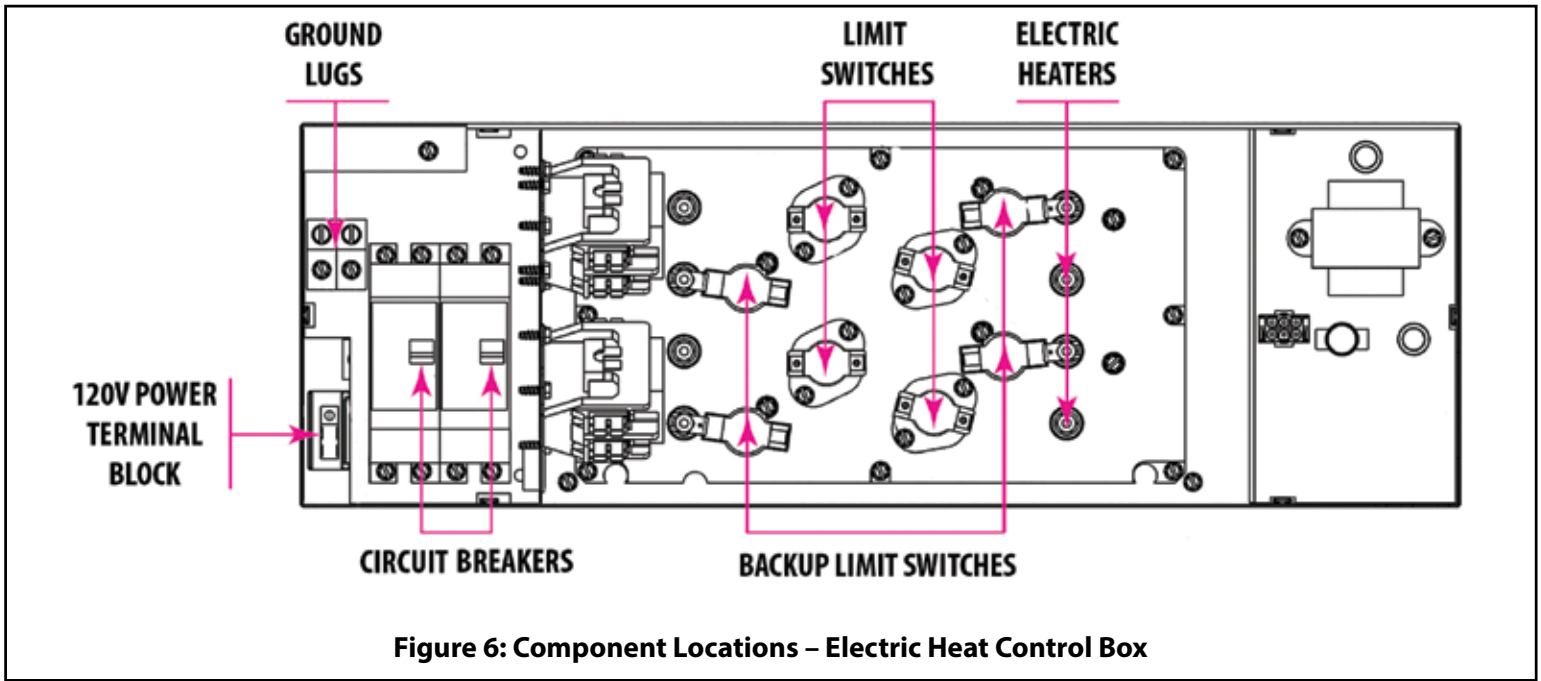 GROUND
LUGS
LIMIT
SWITCHES
ELECTRIC
HEATERS
120V POWER
TERMINAL
BLOCK
CIRCUIT BREAKERS
BACKUP LIMIT SWITCHES
Figure 6: Component Locations – Electric Heat Control Box